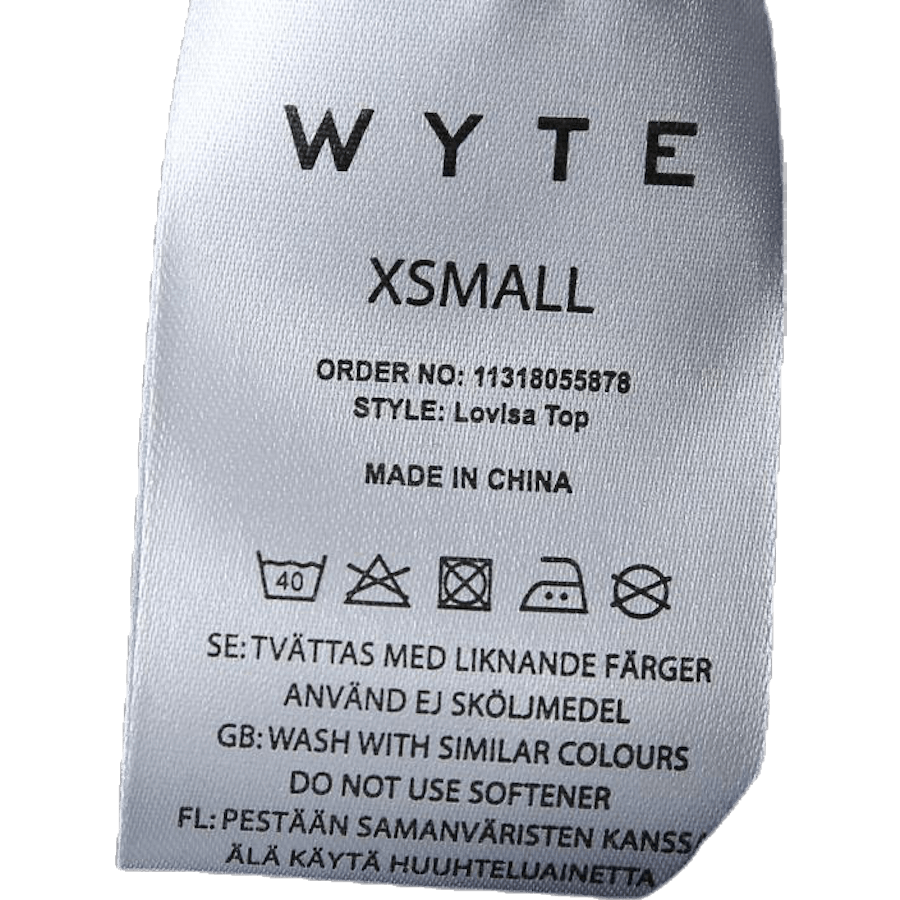 WYTE
XSMALL
ORDER NO: 11318055878
STYLE: Lovisa Top
MADE IN CHINA
40
SE: TVÄTTAS MED LIKNANDE FÄRGER
ANVÄND EJ SKÖLJMEDEL
GB: WASH WITH SIMILAR COLOURS
DO NOT USE SOFTENER
FL: PESTÄÄN SAMANVÄRISTEN KANSSA
ÄLÄ KÄYTÄ HUUHTELUAINETTA